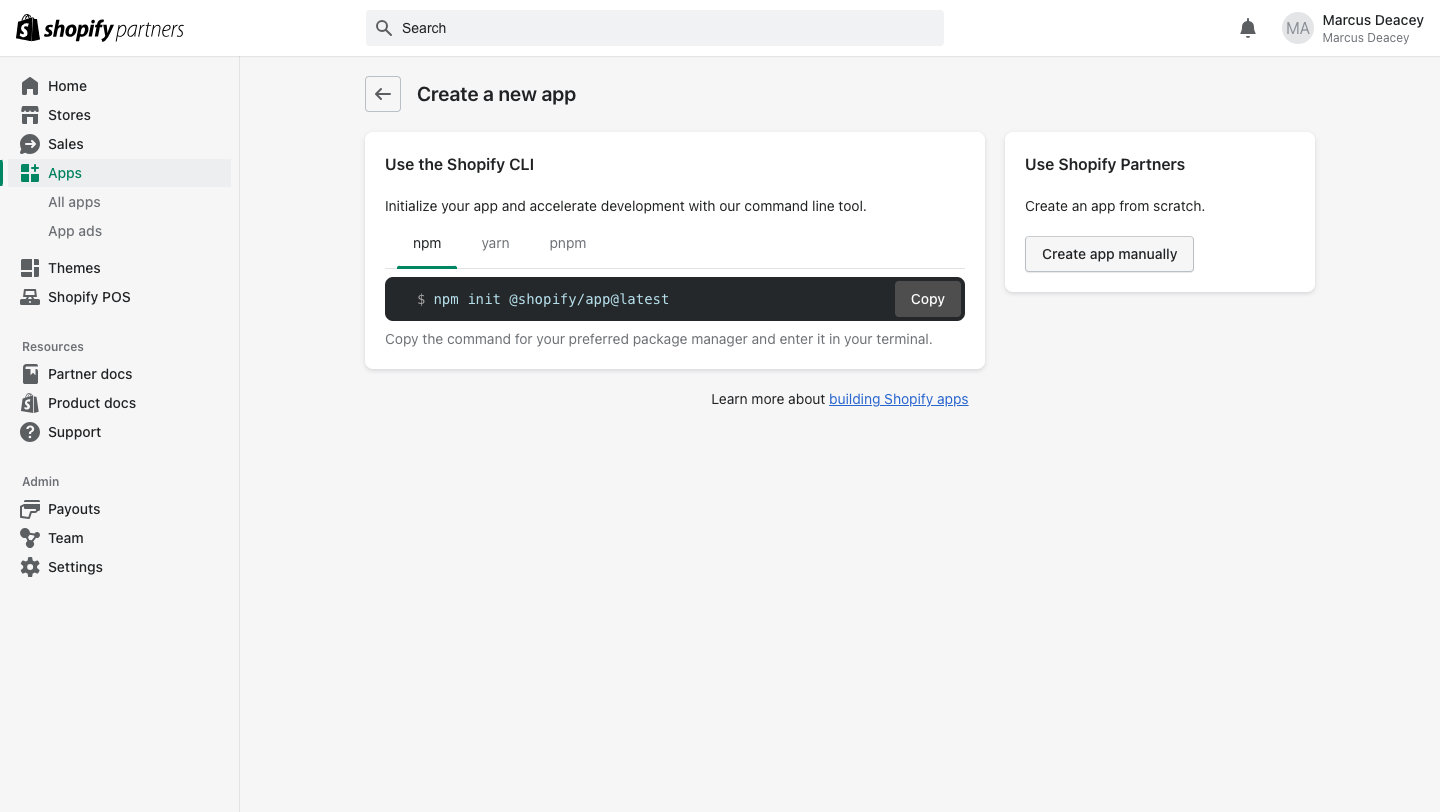 shopify partners
Search
MA
Marcus Deacey
Marcus Deacey
Home
Stores
Sales
Apps
All apps
App ads
Themes
Shopify POS
Resources
Partner docs
Product docs
Support
Admin
Payouts
Team
Settings
Create a new app
Use the Shopify CLI
Initialize your app and accelerate development with our command line tool.
npm yarn pnpm
$ npm init @shopify/app@latest
Copy
Copy the command for your preferred package manager and enter it in your terminal.
Use Shopify Partners
Create an app from scratch.
Create app manually
Learn more about building Shopify apps